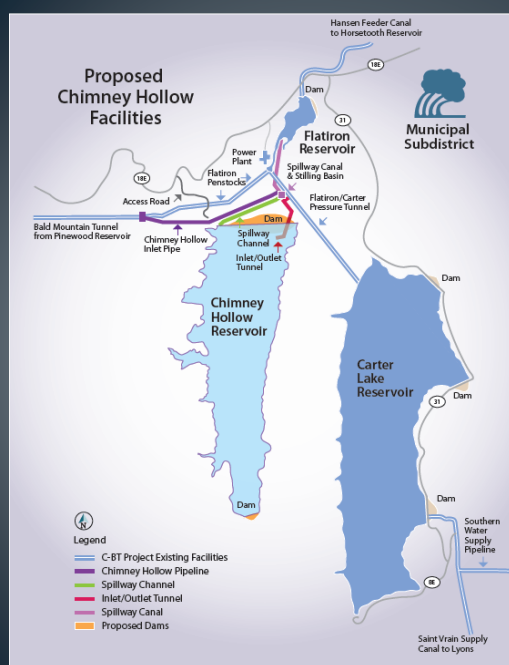 Hansen Feeder Canal
to Horsetooth Reservoir
18E
Proposed
Chimney Hollow
Facilities
Dam
31
Municipal
Subdistrict
Flatiron
Reservoir
Power
Plant
Spillway Canal
& Stilling Basin
Flatiron
Penstocks
18E
Access Road
Flatiron/Carter
Pressure Tunnel
Bald Mountain Tunnel
from Pinewood Reservoir
Chimney Hollow
Inlet Pipe
Dam
Spillway
Channel
Inlet/Outlet
Tunnel
Dam
Chimney
Hollow
Reservoir
Carter
Lake
Reservoir
Dam
31
Dam
Dam
Southern
Water
Supply
Pipeline
N
Legend
C-BT Project Existing Facilities
Chimney Hollow Pipeline
Spillway Channel
Inlet/Outlet Tunnel
Spillway Canal
Proposed Dams
8E
Saint Vrain Supply
Canal to Lyons